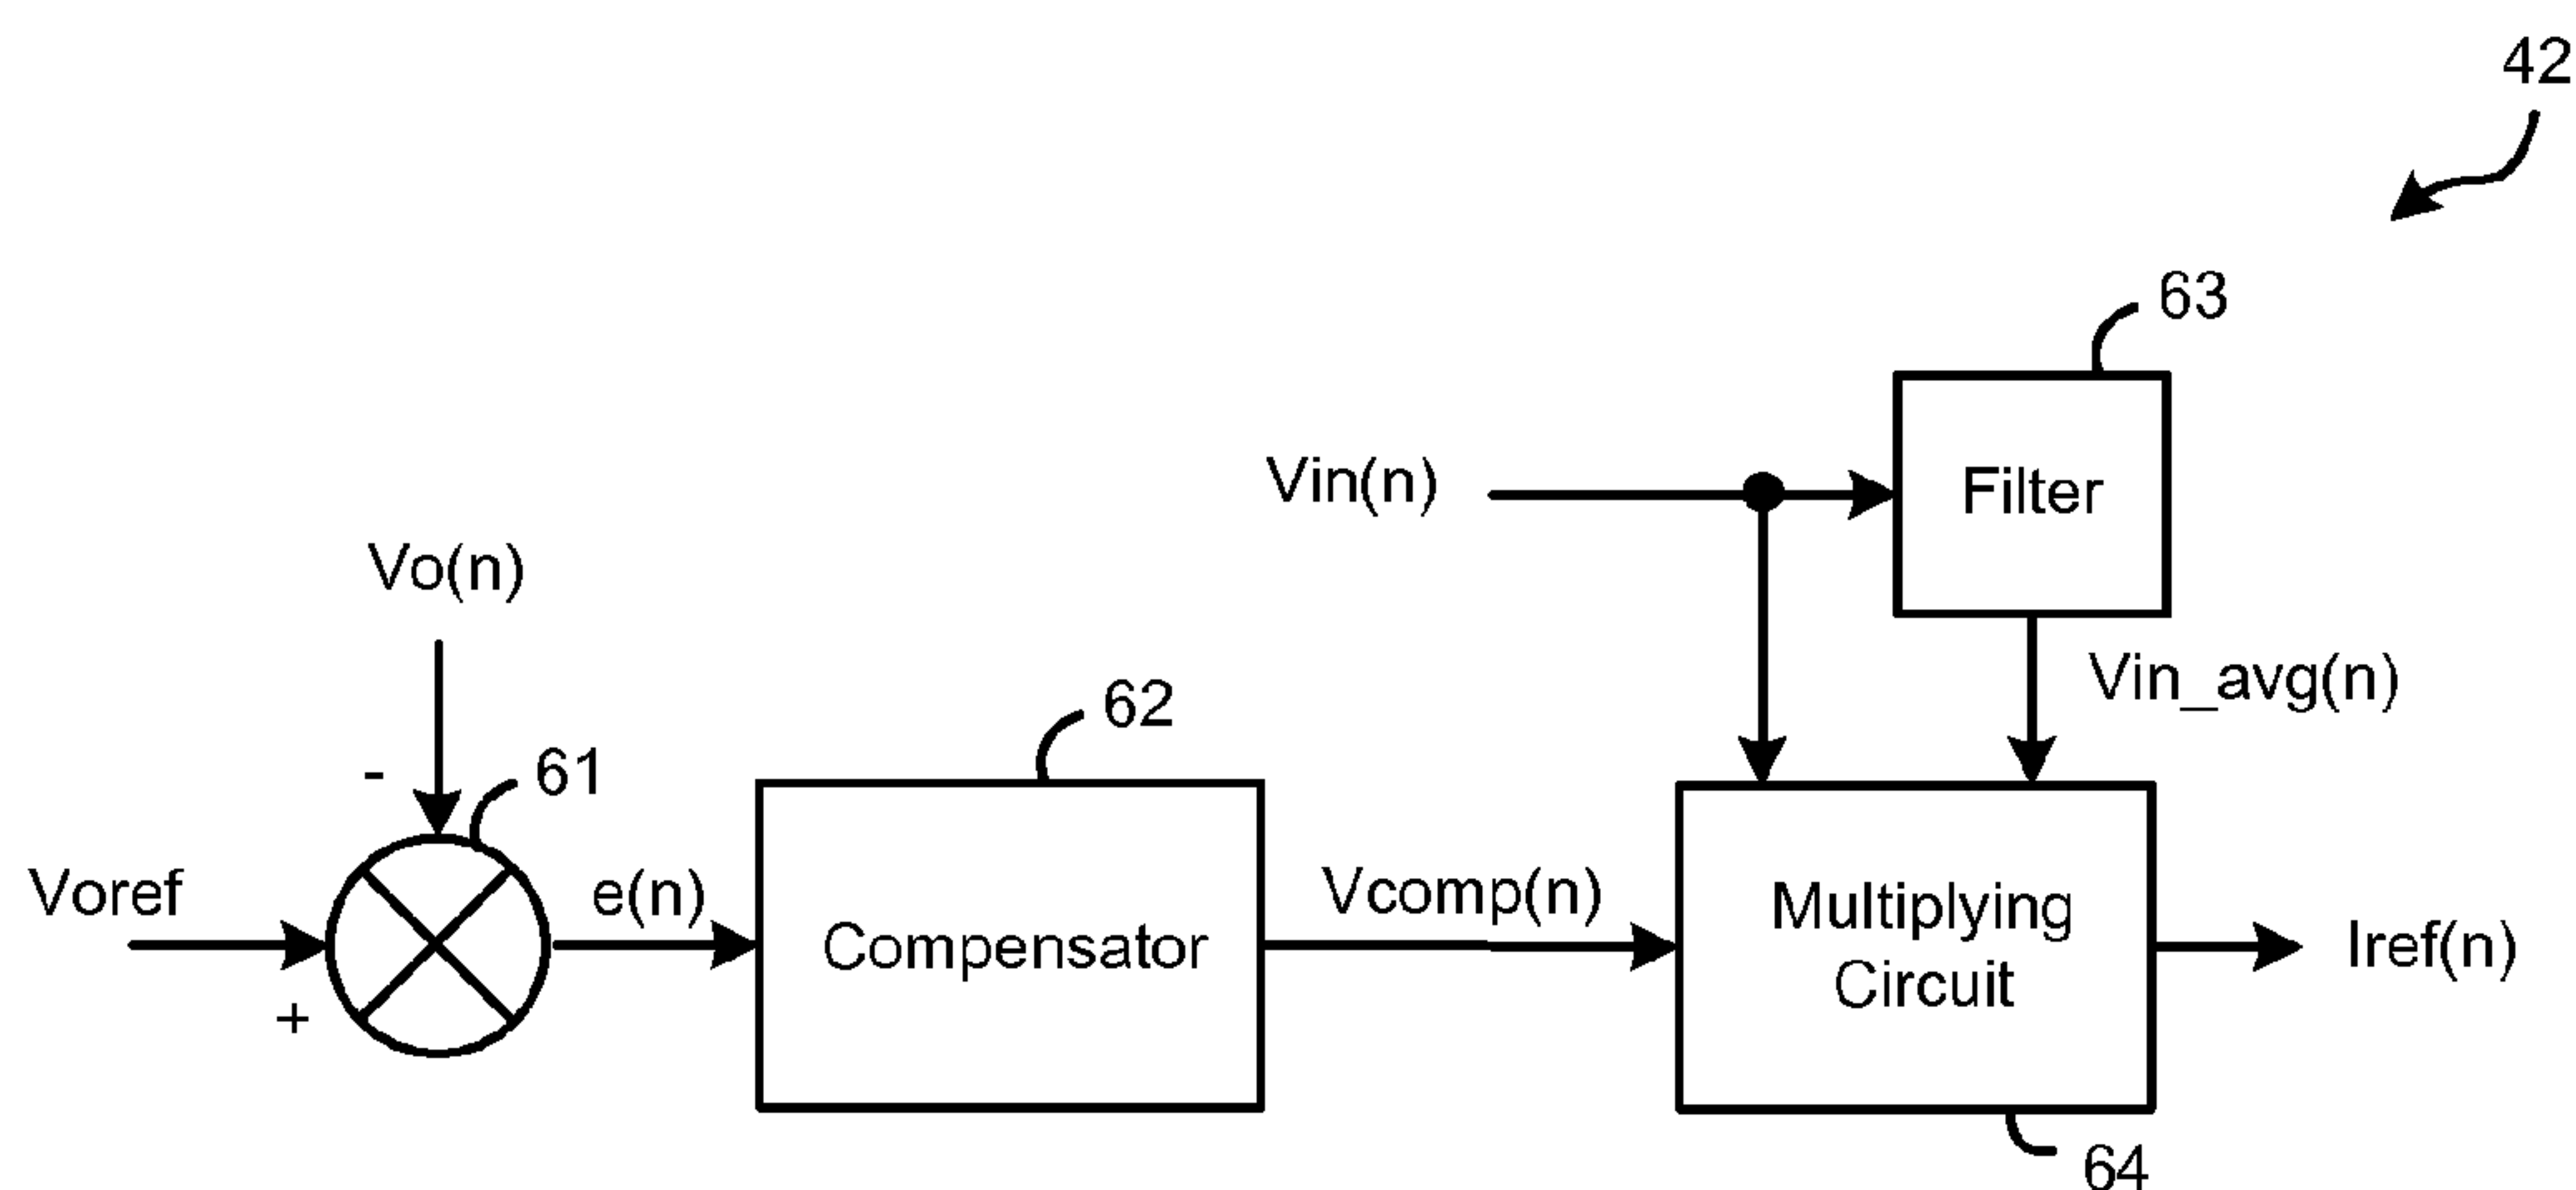 42
63
Vin(n)
Filter
Vo(n)
Vin_avg(n)
62
61
-
Voref
e(n)
Vcomp(n)
Compensator
Multiplying
Circuit
Iref(n)
+
64